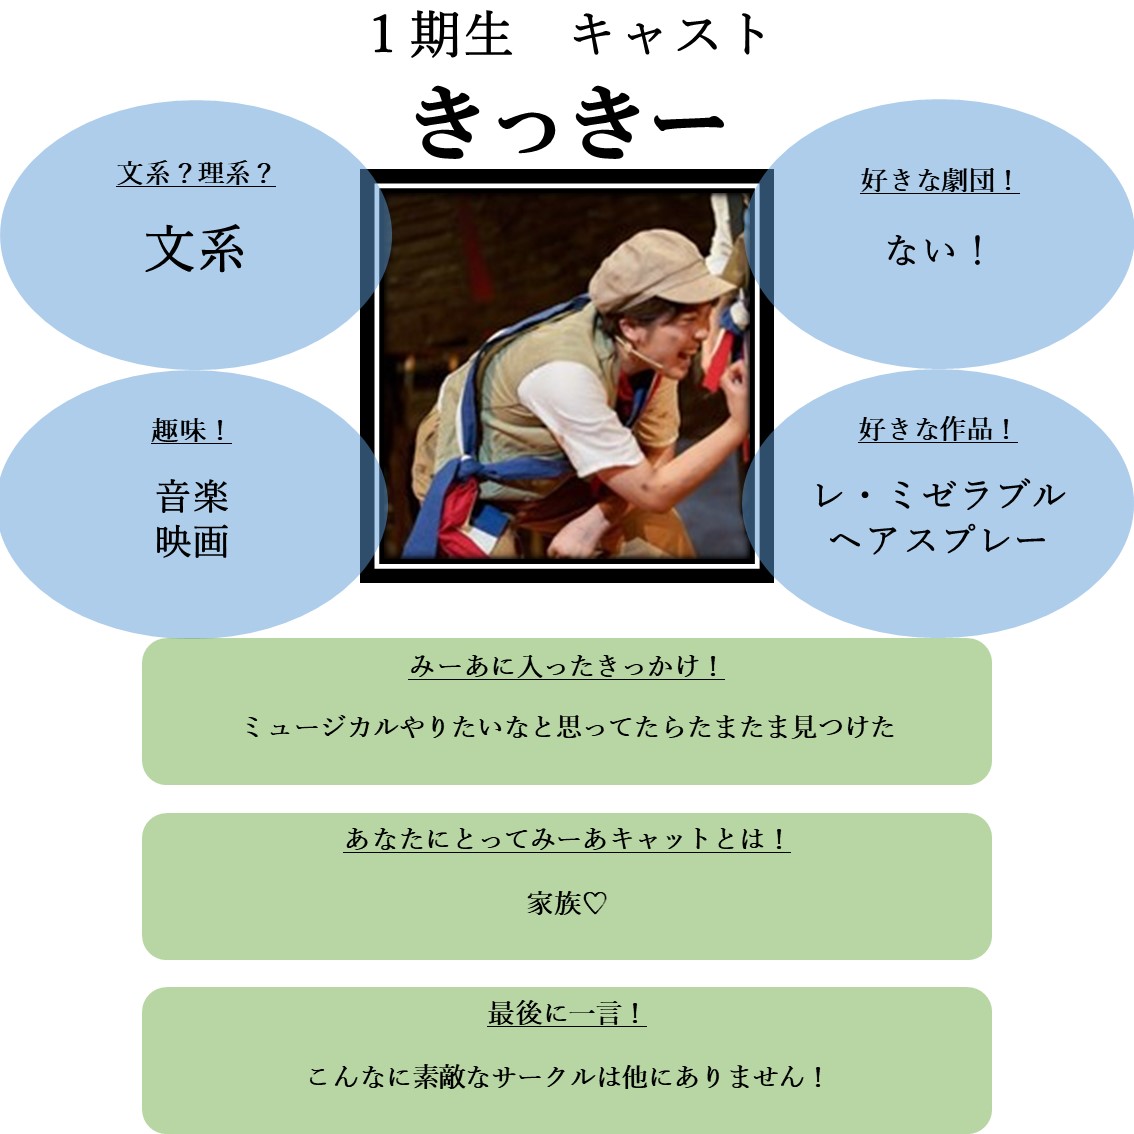 １期生　キャスト
きっきー
文系？理系？
文系
好きな劇団！
ない！
趣味！
音楽
映画
好きな作品！
レ・ミゼラブル
ヘアスプレー
みーあに入ったきっかけ！
ミュージカルやりたいなと思ってたらたまたま見つけた
あなたにとってみーあキャットとは！
家族♡
最後に一言！
こんなに素敵なサークルは他にありません！